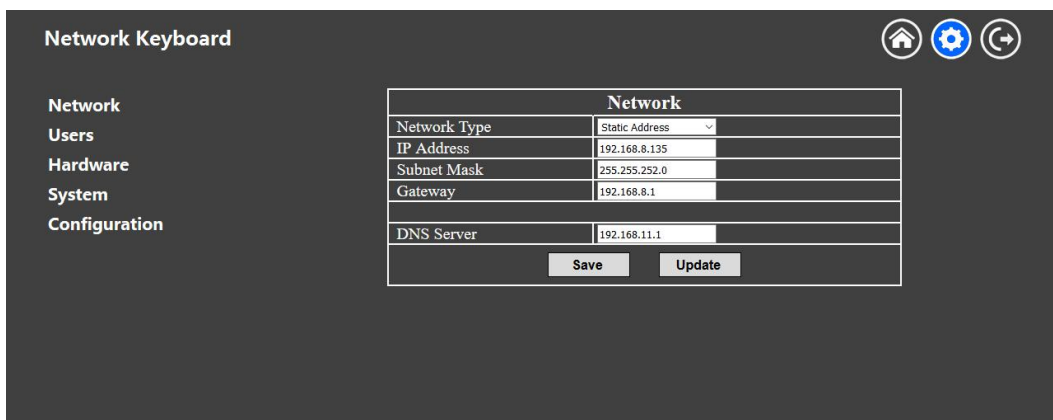 Network Keyboard
Network
Users
Hardware
System
Configuration
Network
Network Type Static Address
IP Address 192.168.8.135
Subnet Mask 255.255.252.0
Gateway 192.168.8.1
DNS Server 192.168.11.1
Save Update